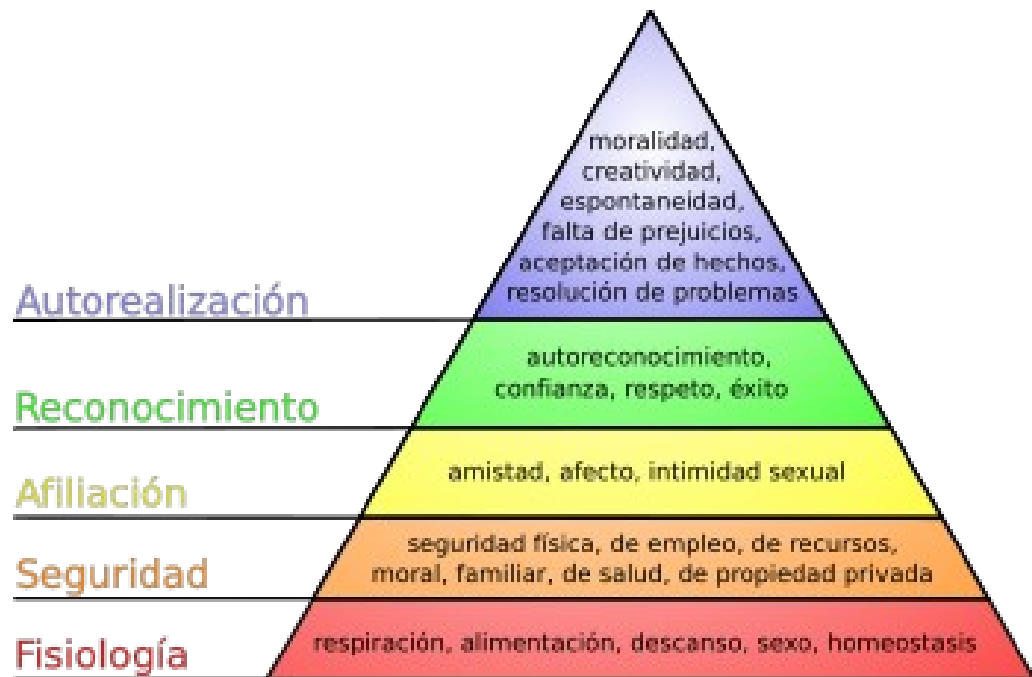 moralidad,
creatividad,
espontaneidad,
falta de prejuicios,
aceptación de hechos,
resolución de problemas
Autorealización
autoreconocimiento,
confianza, respeto, éxito
Reconocimiento
amistad, afecto, intimidad sexual
Afiliación
seguridad física, de empleo, de recursos,
moral, familiar, de salud, de propiedad privada
Seguridad
respiración, alimentación, descanso, sexo, homeostasis
Fisiología